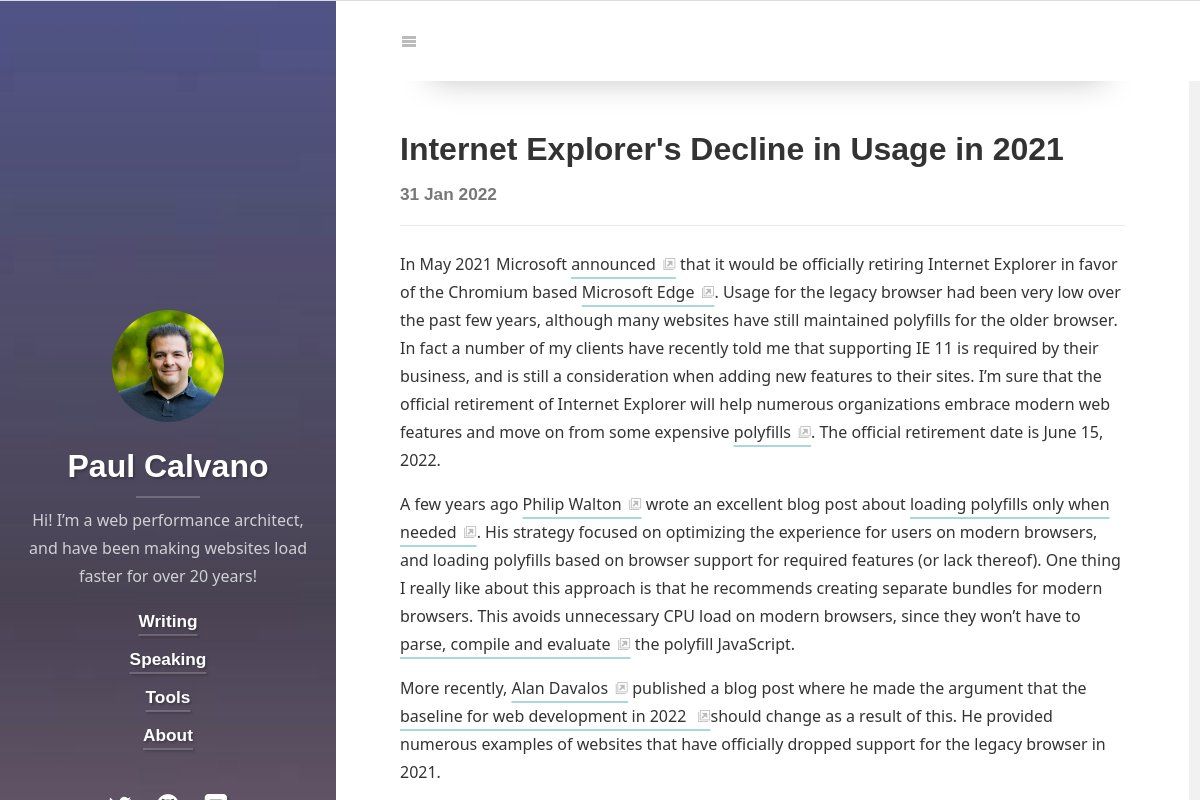 Paul Calvano
Hi! I’m a web performance architect,
and have been making websites load
faster for over 20 years!
Writing
Speaking
Tools
About
Internet Explorer's Decline in Usage in 2021
31 Jan 2022
In May 2021 Microsoft announced that it would be officially retiring Internet Explorer in favor
of the Chromium based Microsoft Edge . Usage for the legacy browser had been very low over
the past few years, although many websites have still maintained polyfills for the older browser.
In fact a number of my clients have recently told me that supporting IE 11 is required by their
business, and is still a consideration when adding new features to their sites. I’m sure that the
official retirement of Internet Explorer will help numerous organizations embrace modern web
features and move on from some expensive polyfills . The official retirement date is June 15,
2022.
A few years ago Philip Walton wrote an excellent blog post about loading polyfills only when
needed . His strategy focused on optimizing the experience for users on modern browsers,
and loading polyfills based on browser support for required features (or lack thereof). One thing
I really like about this approach is that he recommends creating separate bundles for modern
browsers. This avoids unnecessary CPU load on modern browsers, since they won’t have to
parse, compile and evaluate the polyfill JavaScript.
More recently, Alan Davalos published a blog post where he made the argument that the
baseline for web development in 2022 should change as a result of this. He provided
numerous examples of websites that have officially dropped support for the legacy browser in
2021.